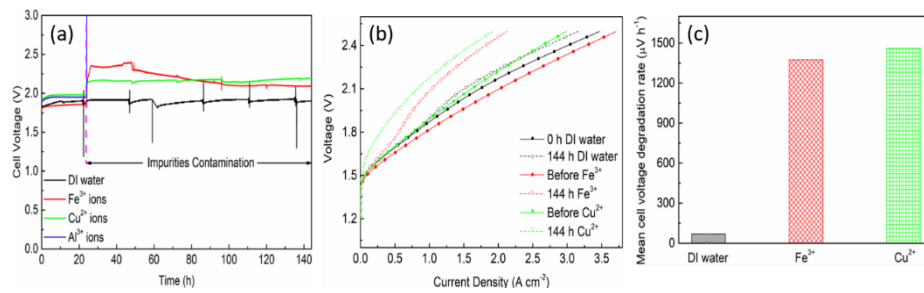 (a)
3.0
2.5
2.0
1.5
1.0
0.5
0.0
Cell Voltage (V)
Impurities Contamination
DI water
Fe³⁺ ions
Cu²⁺ ions
Al³⁺ ions
0 20 40 60 80 100 120 140
Time (h)
(b)
2.4
2.1
1.8
1.5
1.2
Voltage (V)
0 h DI water
144 h DI water
Before Fe³⁺
144 h Fe³⁺
Before Cu²⁺
144 h Cu²⁺
0.0 0.5 1.0 1.5 2.0 2.5 3.0 3.5
Current Density (A cm⁻²)
(c)
1500
1200
900
600
300
0
Mean cell voltage degradation rate (μV h⁻¹)
DI water Fe³⁺ Cu²⁺